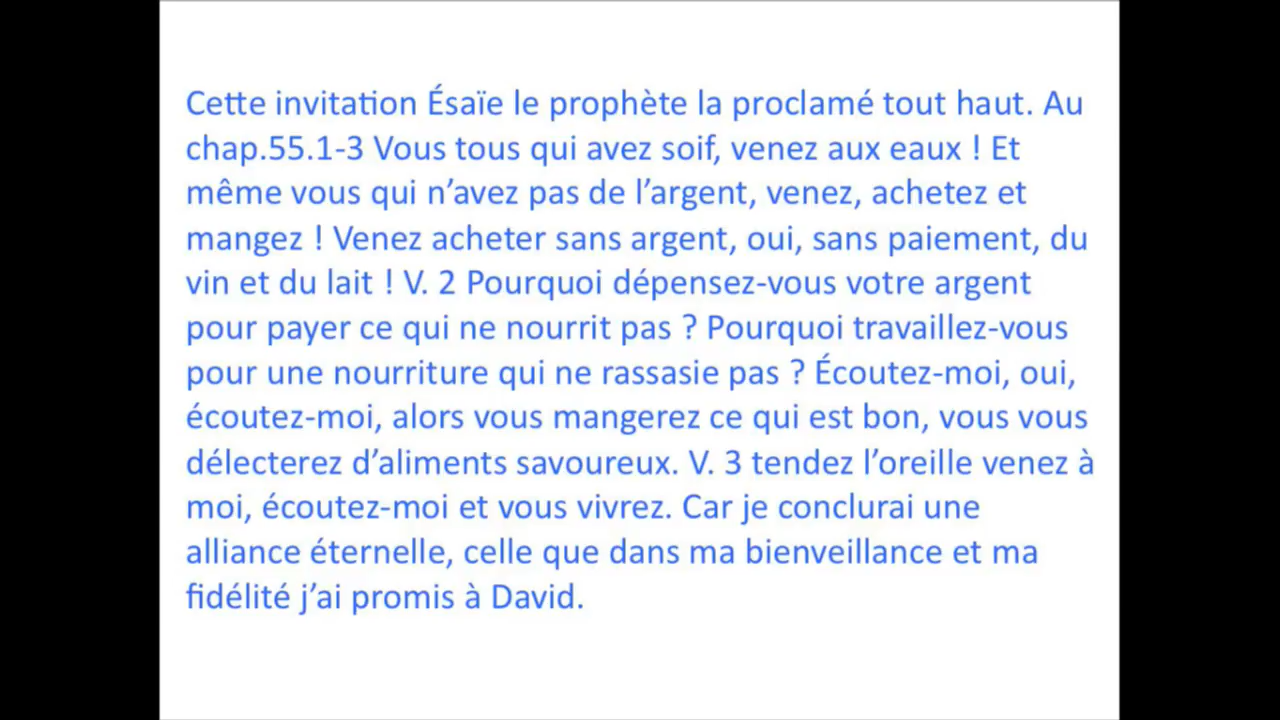 Cette invitation Ésaïe le prophète la proclamé tout haut. Au
chap.55.1-3 Vous tous qui avez soif, venez aux eaux ! Et
même vous qui n’avez pas de l’argent, venez, achetez et
mangez ! Venez acheter sans argent, oui, sans paiement, du
vin et du lait ! V. 2 Pourquoi dépensez-vous votre argent
pour payer ce qui ne nourrit pas ? Pourquoi travaillez-vous
pour une nourriture qui ne rassasie pas ? Écoutez-moi, oui,
écoutez-moi, alors vous mangerez ce qui est bon, vous vous
délecterez d’aliments savoureux. V. 3 tendez l’oreille venez à
moi, écoutez-moi et vous vivrez. Car je conclurai une
alliance éternelle, celle que dans ma bienveillance et ma
fidélité j’ai promis à David.